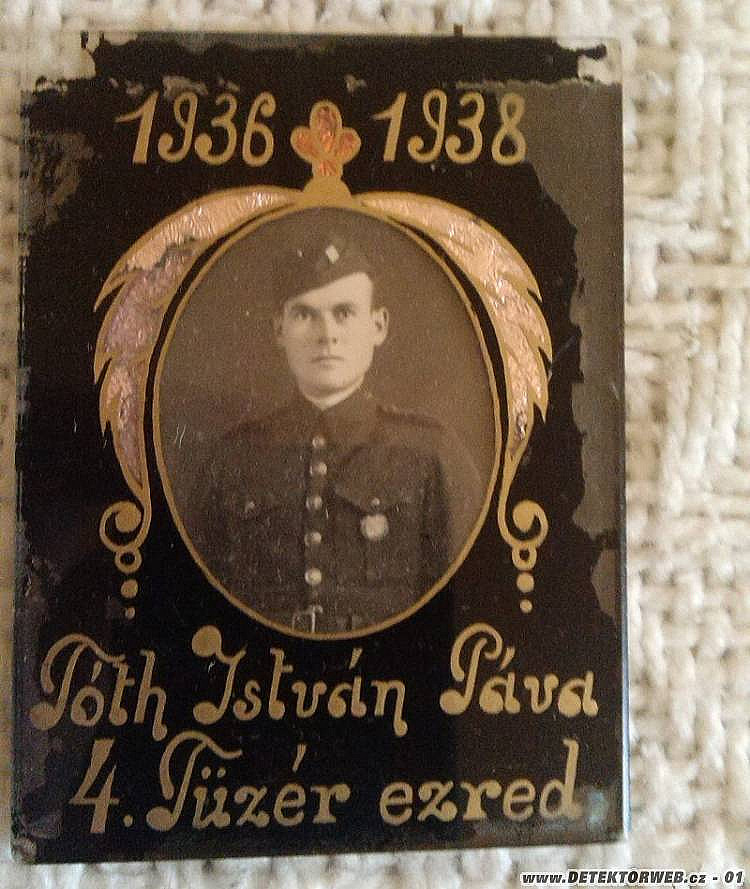 1936 1938
Tóth István Páva
4. Tüzér ezred
www.DETEKTORWEB.cz - 01